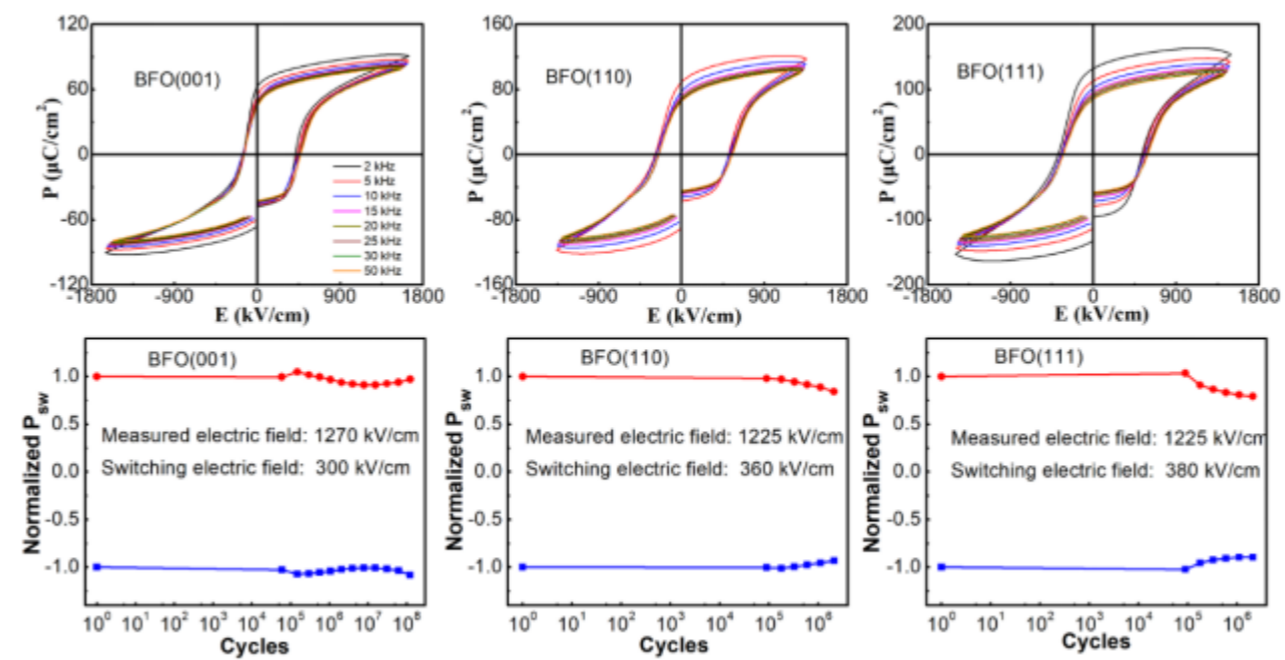 120
60
0
-60
-120
P (μC/cm²)
BFO(001)
2 kHz
5 kHz
10 kHz
15 kHz
20 kHz
25 kHz
30 kHz
50 kHz
-1800 -900 0 900 1800
E (kV/cm)
160
80
0
-80
-160
P (μC/cm²)
BFO(110)
-1800 -900 0 900 1800
E (kV/cm)
200
100
0
-100
-200
P (μC/cm²)
BFO(111)
-1800 -900 0 900 1800
E (kV/cm)
1.0
0.5
0.0
-0.5
-1.0
Normalized Psw
BFO(001)
Measured electric field: 1270 kV/cm
Switching electric field: 300 kV/cm
10⁰ 10¹ 10² 10³ 10⁴ 10⁵ 10⁶ 10⁷ 10⁸
Cycles
1.0
0.5
0.0
-0.5
-1.0
Normalized Psw
BFO(110)
Measured electric field: 1225 kV/cm
Switching electric field: 360 kV/cm
10⁰ 10¹ 10² 10³ 10⁴ 10⁵ 10⁶
Cycles
1.0
0.5
0.0
-0.5
-1.0
Normalized Psw
BFO(111)
Measured electric field: 1225 kV/cm
Switching electric field: 380 kV/cm
10⁰ 10¹ 10² 10³ 10⁴ 10⁵ 10⁶
Cycles